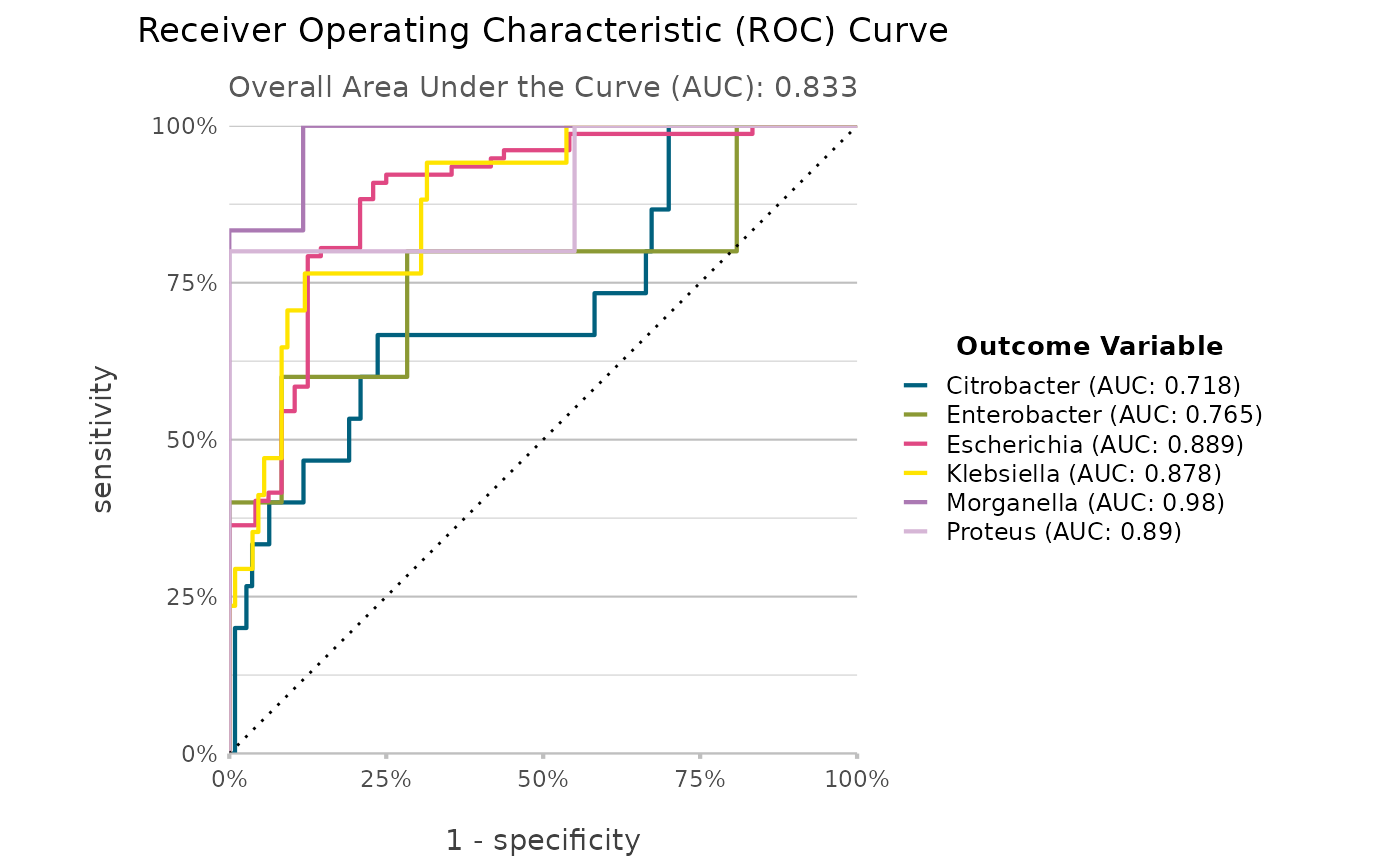 Receiver Operating Characteristic (ROC) Curve
Overall Area Under the Curve (AUC): 0.833
100%
75%
50%
25%
0%
sensitivity
0%
25%
50%
75%
100%
1 - specificity
Outcome Variable
Citrobacter (AUC: 0.718)
Enterobacter (AUC: 0.765)
Escherichia (AUC: 0.889)
Klebsiella (AUC: 0.878)
Morganella (AUC: 0.98)
Proteus (AUC: 0.89)